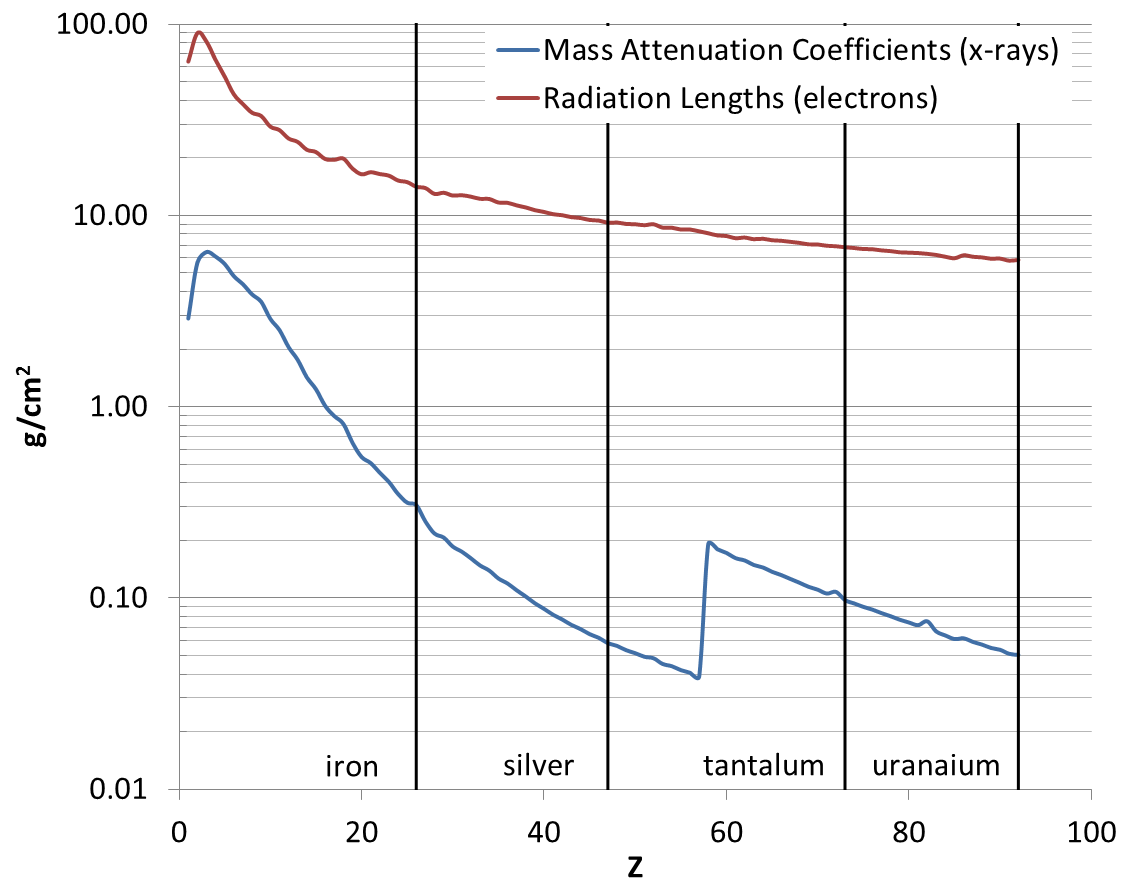 100.00
10.00
1.00
0.10
0.01
g/cm²
Mass Attenuation Coefficients (x-rays)
Radiation Lengths (electrons)
iron
silver
tantalum
uranaium
0
20
40
60
80
100
Z